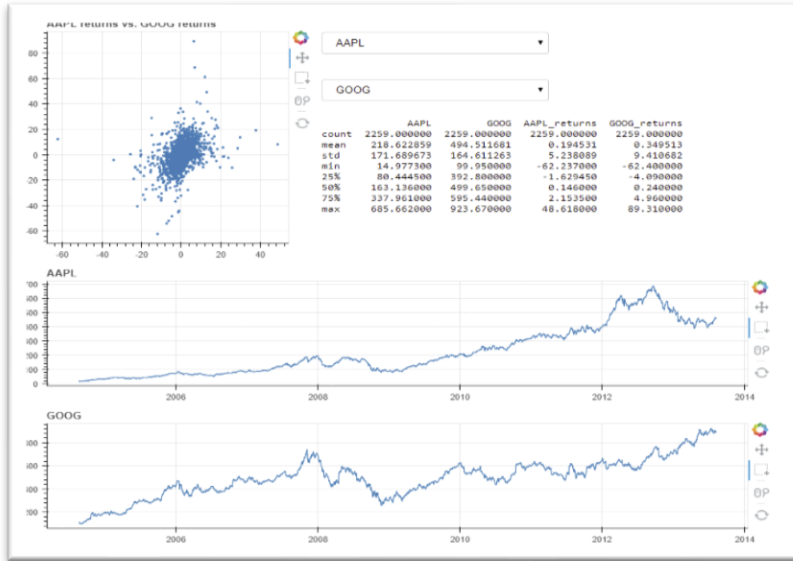 AAPL returns vs. GOOG returns
80
60
40
20
0
-20
-40
-60
-60 -40 -20 0 20 40
AAPL
GOOG
AAPL GOOG AAPL_returns GOOG_returns
count 2259.000000 2259.000000 2259.000000 2259.000000
mean 218.622859 494.511681 0.194531 0.349513
std 171.689673 164.611263 5.238089 9.410682
min 14.977300 99.950000 -62.237000 -62.400000
25% 80.444500 392.800000 -1.629450 -4.090000
50% 163.136000 499.650000 0.146000 0.240000
75% 337.961000 595.440000 2.153500 4.960000
max 685.662000 923.670000 48.618000 89.310000
AAPL
0
2006 2008 2010 2012 2014
GOOG
2006 2008 2010 2012 2014